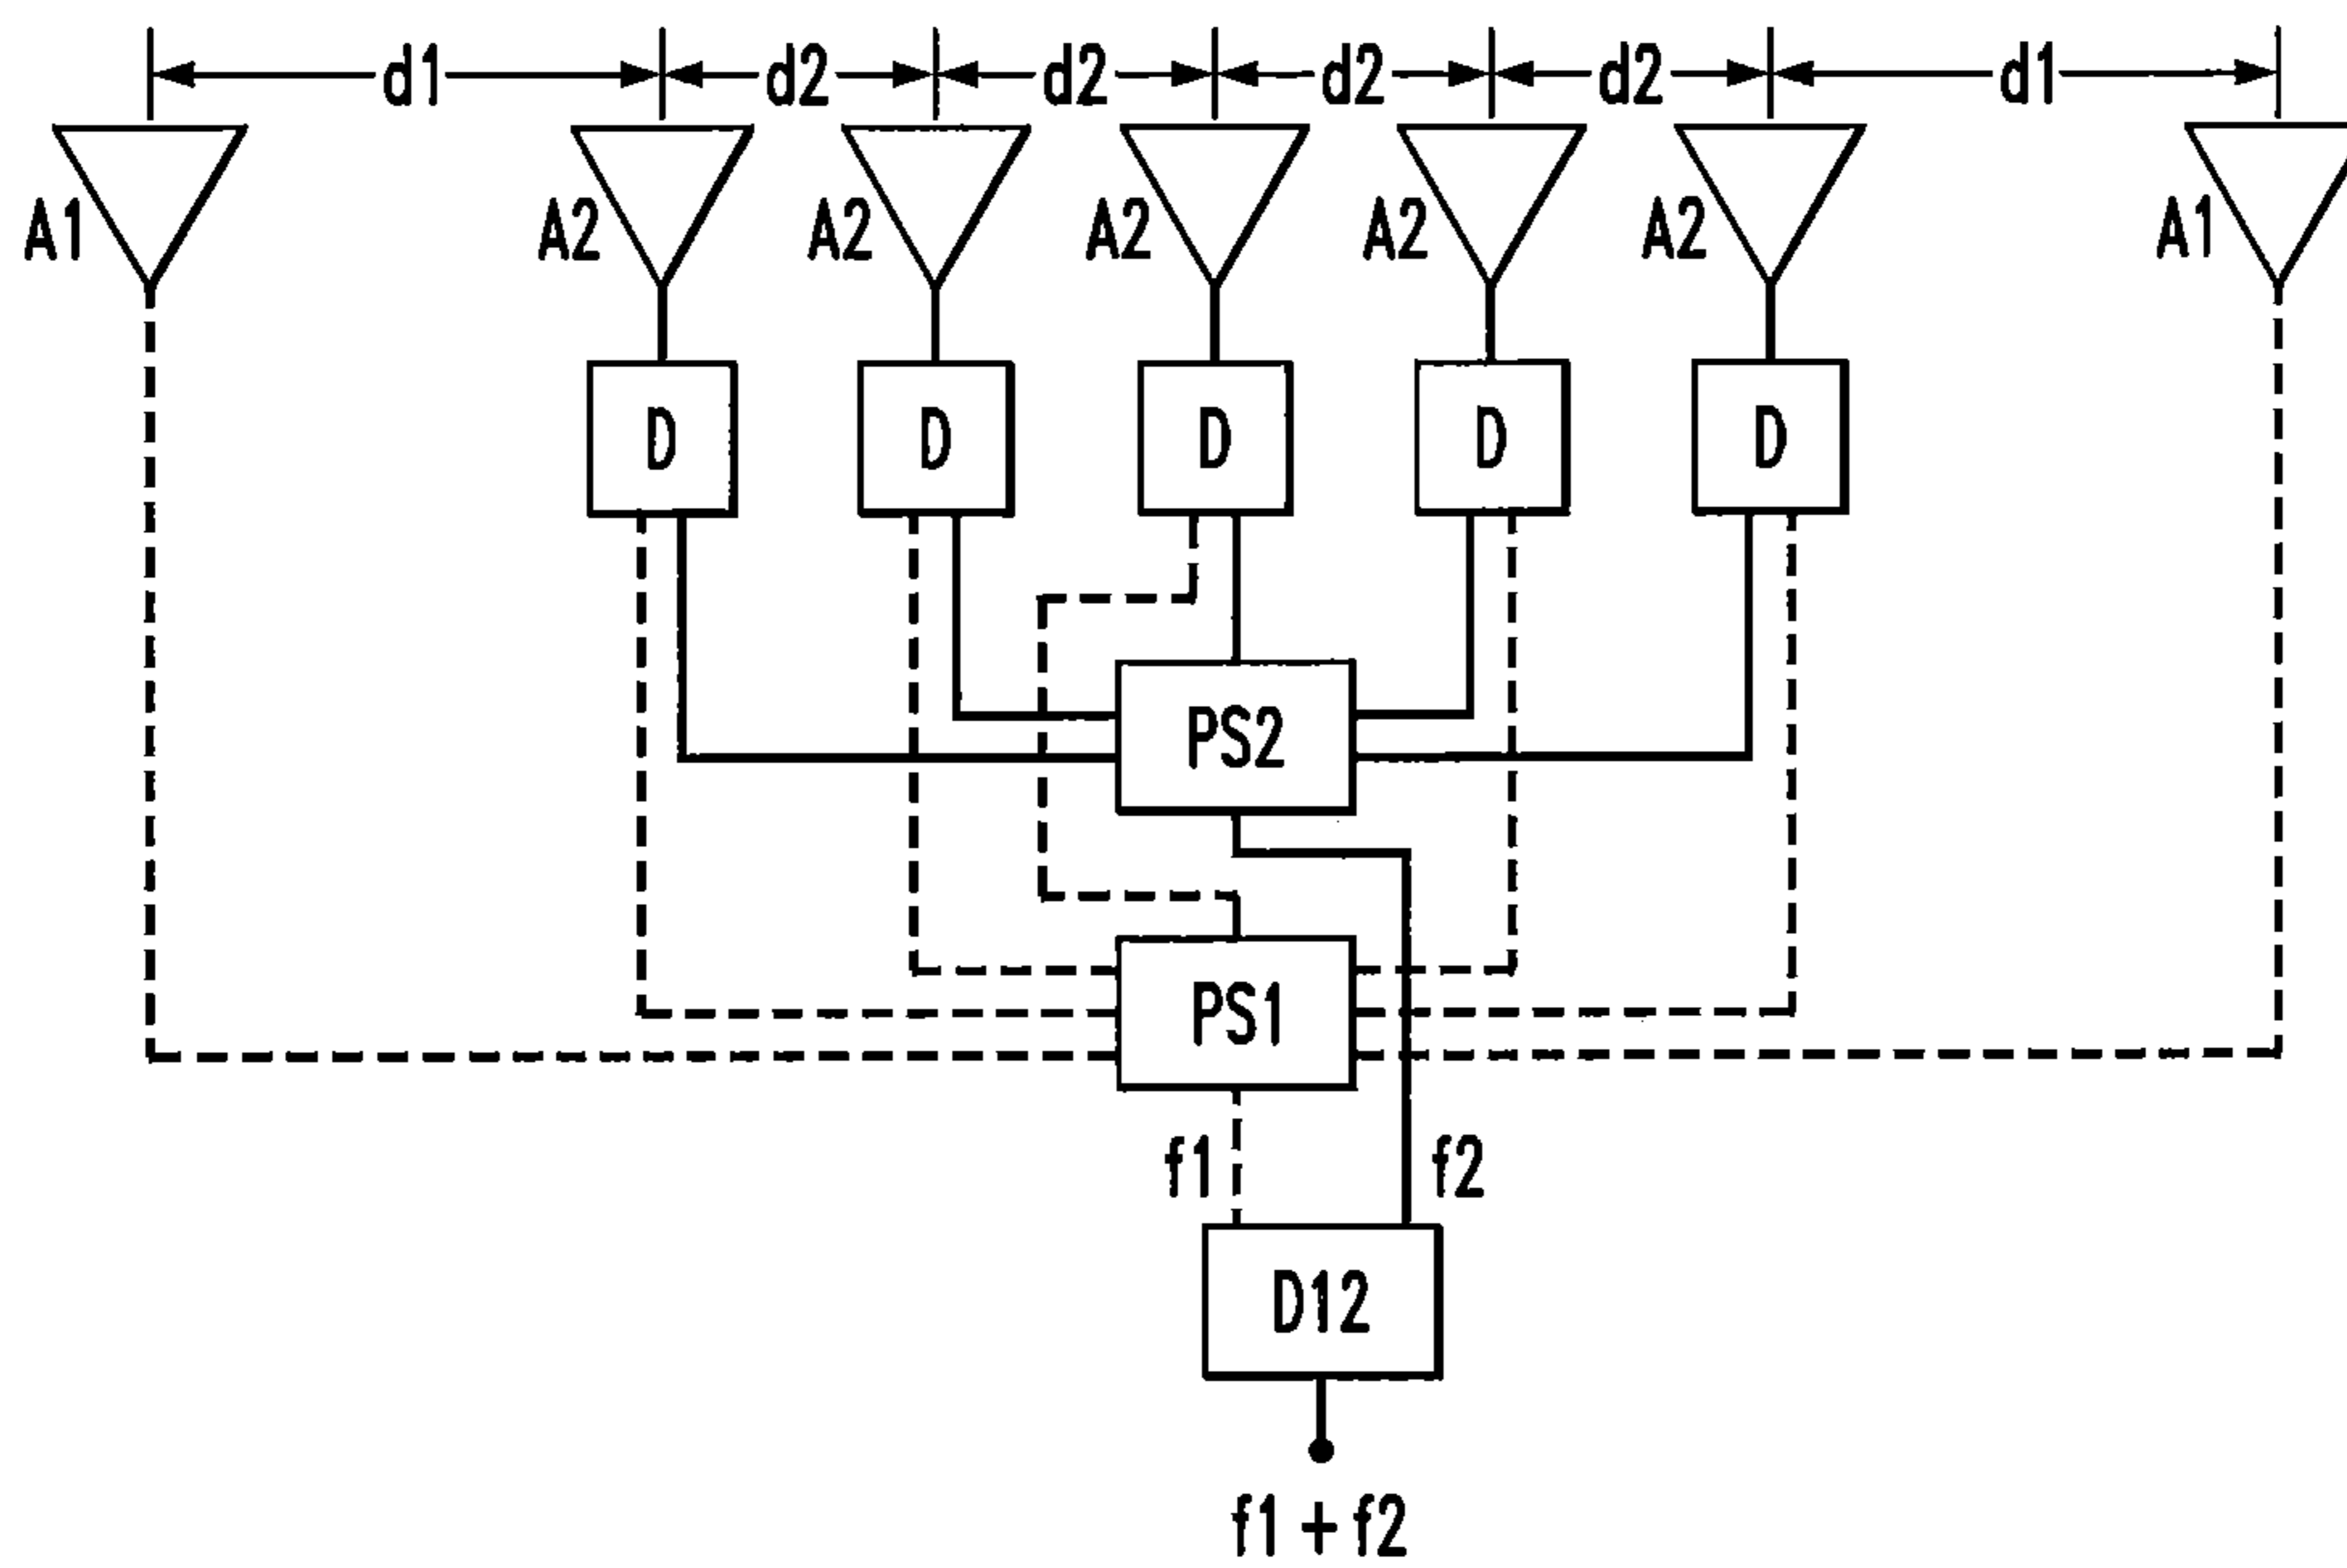 d1 d2 d2 d2 d2 d1
A1 A2 A2 A2 A2 A2 A1
D D D D D
PS2
PS1
f1 f2
D12
f1 + f2